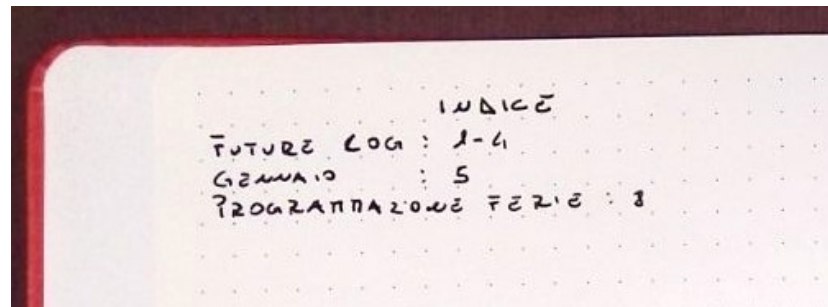 INDICE
FUTURE LOG : 1-4
GENNAIO : 5
PROGRAMMAZIONE FERIE : 8